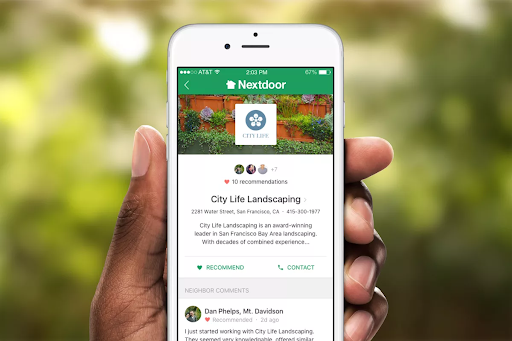 AT&T 2:03 PM 67%
Nextdoor
CITY LIFE
+7
10 recommendations
City Life Landscaping
2281 Water Street, San Francisco, CA • 415-300-1977
City Life Landscaping is an award-winning
leader in San Francisco Bay Area landscaping.
With decades of combined experience...
RECOMMEND CONTACT
NEIGHBOR COMMENTS
Dan Phelps, Mt. Davidson
Recommended • 2d ago
I just started working with City Life Landscaping.
They seemed very knowledgable, offered similar